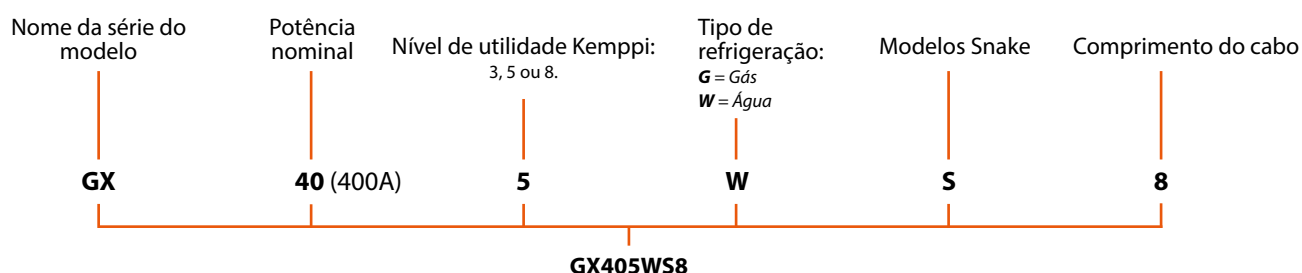 Nome da série do
modelo
Potência
nominal
Nível de utilidade Kemppi:
3, 5 ou 8.
Tipo de
refrigeração:
G = Gás
W = Água
Modelos Snake
Comprimento do cabo
GX
40 (400A)
5
W
S
8
GX405WS8